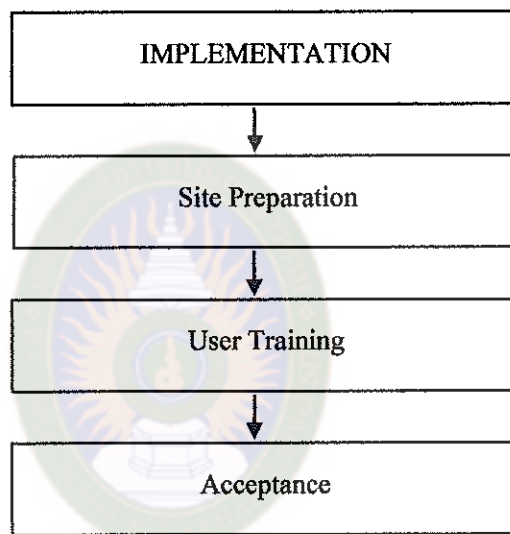 IMPLEMENTATION
Site Preparation
User Training
Acceptance